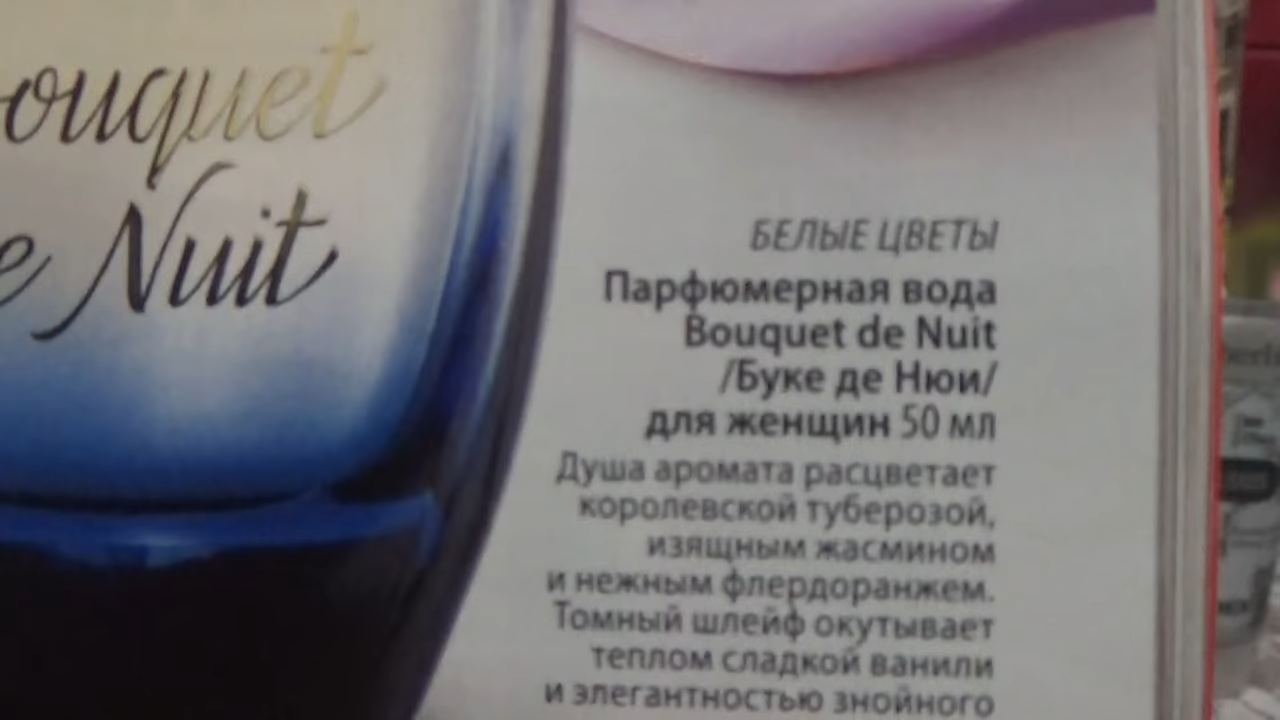 ouquet
e Nuit
БЕЛЫЕ ЦВЕТЫ
Парфюмерная вода
Bouquet de Nuit
/Буке де Нюи/
для женщин 50 мл
Душа аромата расцветает
королевской туберозой,
изящным жасмином
и нежным флердоранжем.
Томный шлейф окутывает
теплом сладкой ванили
и элегантностью знойного